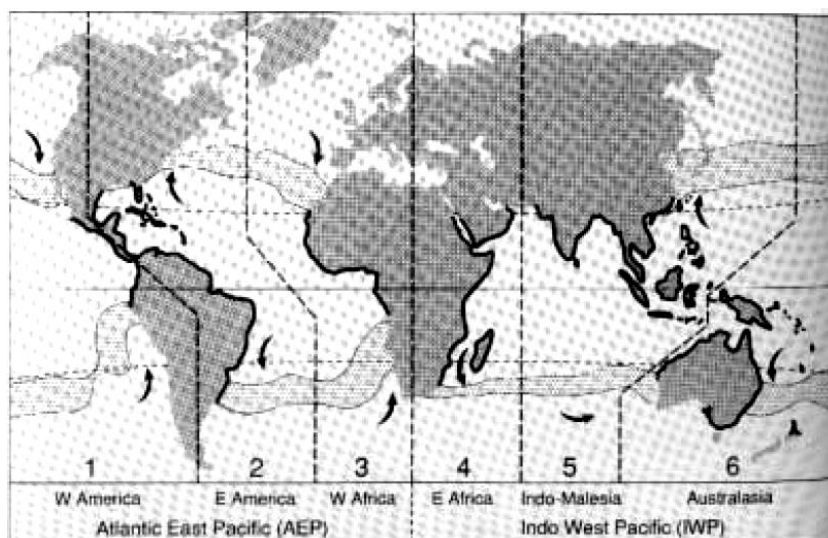 1 2 3 4 5 6
W America E America W Africa E Africa Indo-Malesia Australasia
Atlantic East Pacific (AEP) Indo West Pacific (IWP)